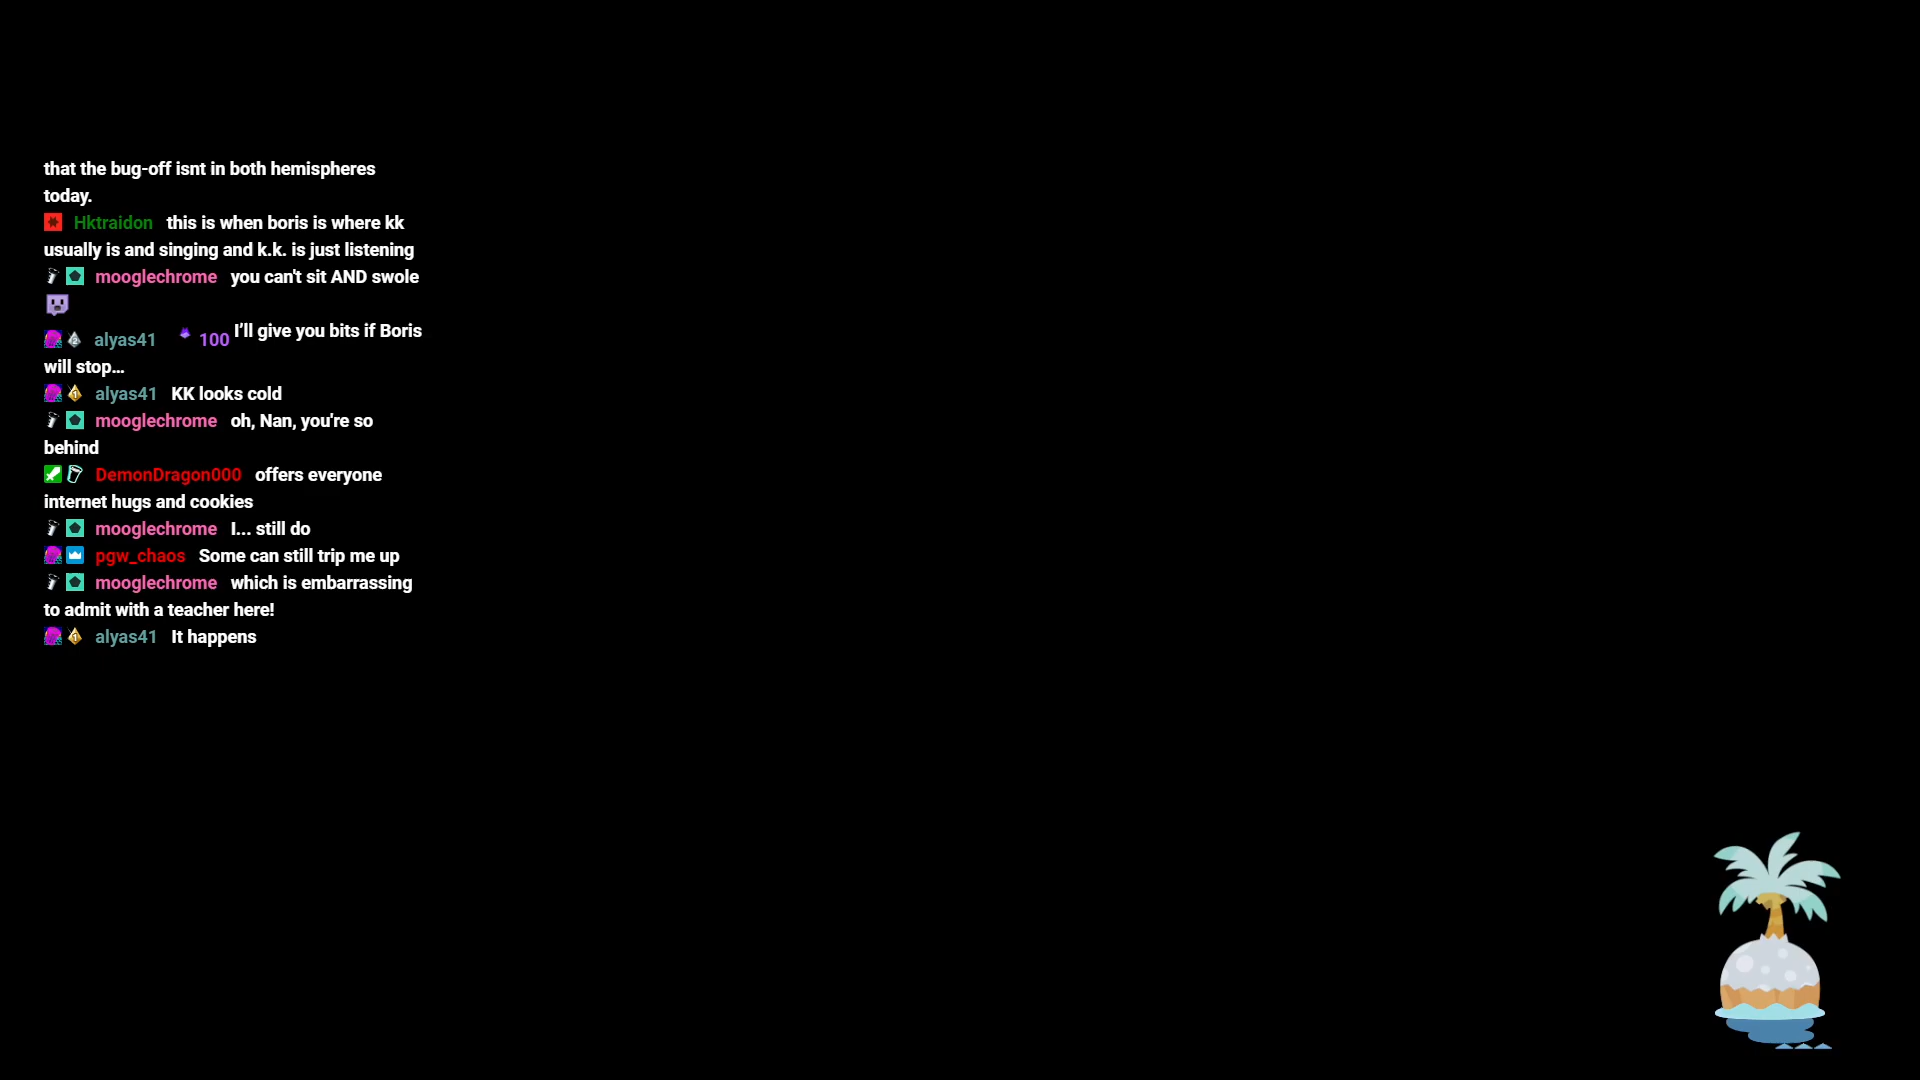 that the bug-off isnt in both hemispheres
today.
Hktraidon this is when boris is where kk
usually is and singing and k.k. is just listening
mooglechrome you can't sit AND swole
alyas41 100 I'll give you bits if Boris
will stop...
alyas41 KK looks cold
mooglechrome oh, Nan, you're so
behind
DemonDragon000 offers everyone
internet hugs and cookies
mooglechrome I... still do
pgw_chaos Some can still trip me up
mooglechrome which is embarrassing
to admit with a teacher here!
alyas41 It happens